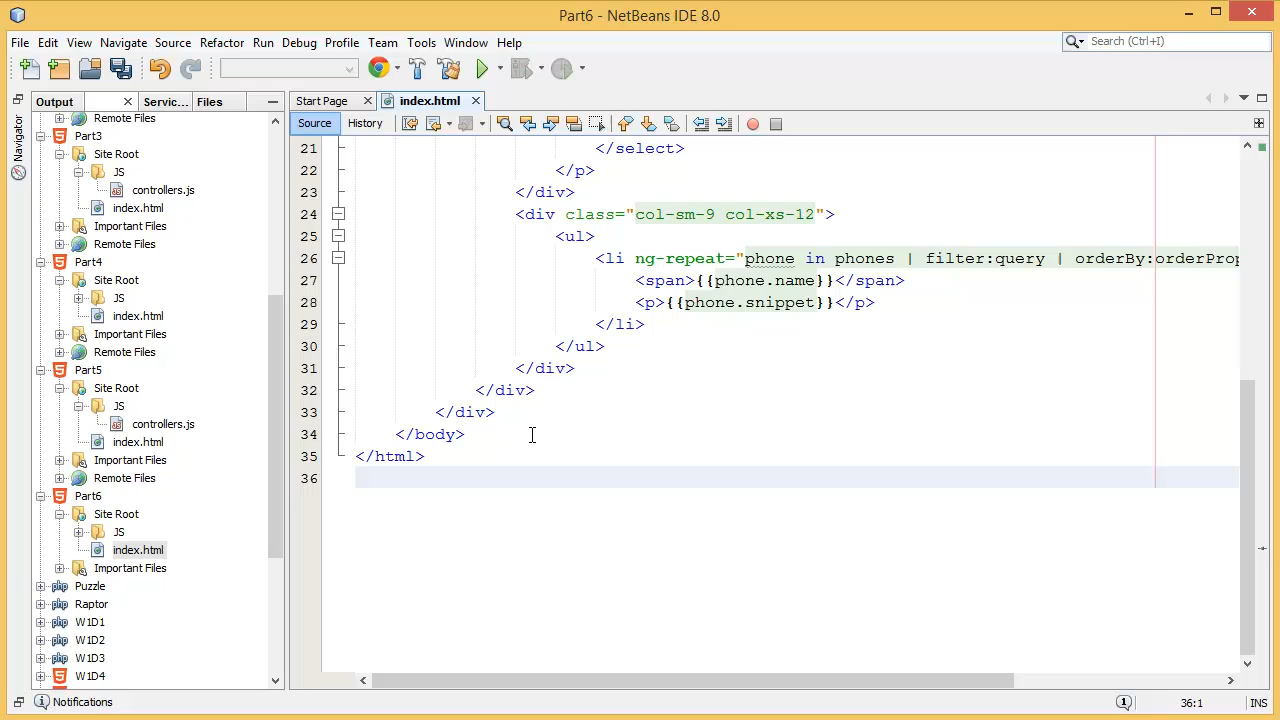 Part6 - NetBeans IDE 8.0
File Edit View Navigate Source Refactor Run Debug Profile Team Tools Window Help
Search (Ctrl+I)
Output Servic... Files
Start Page index.html
Source History
Navigator
Remote Files
Part3
Site Root
JS
controllers.js
index.html
Important Files
Remote Files
Part4
Site Root
JS
index.html
Important Files
Remote Files
Part5
Site Root
JS
controllers.js
index.html
Important Files
Remote Files
Part6
Site Root
JS
index.html
Important Files
php Puzzle
php Raptor
php W1D1
php W1D2
php W1D3
W1D4
21 </select>
22 </p>
23 </div>
24 <div class="col-sm-9 col-xs-12">
25 <ul>
26 <li ng-repeat="phone in phones | filter:query | orderBy:orderProp
27 <span>{{phone.name}}</span>
28 <p>{{phone.snippet}}</p>
29 </li>
30 </ul>
31 </div>
32 </div>
33 </div>
34 </body>
35 </html>
36
Notifications
36:1 INS